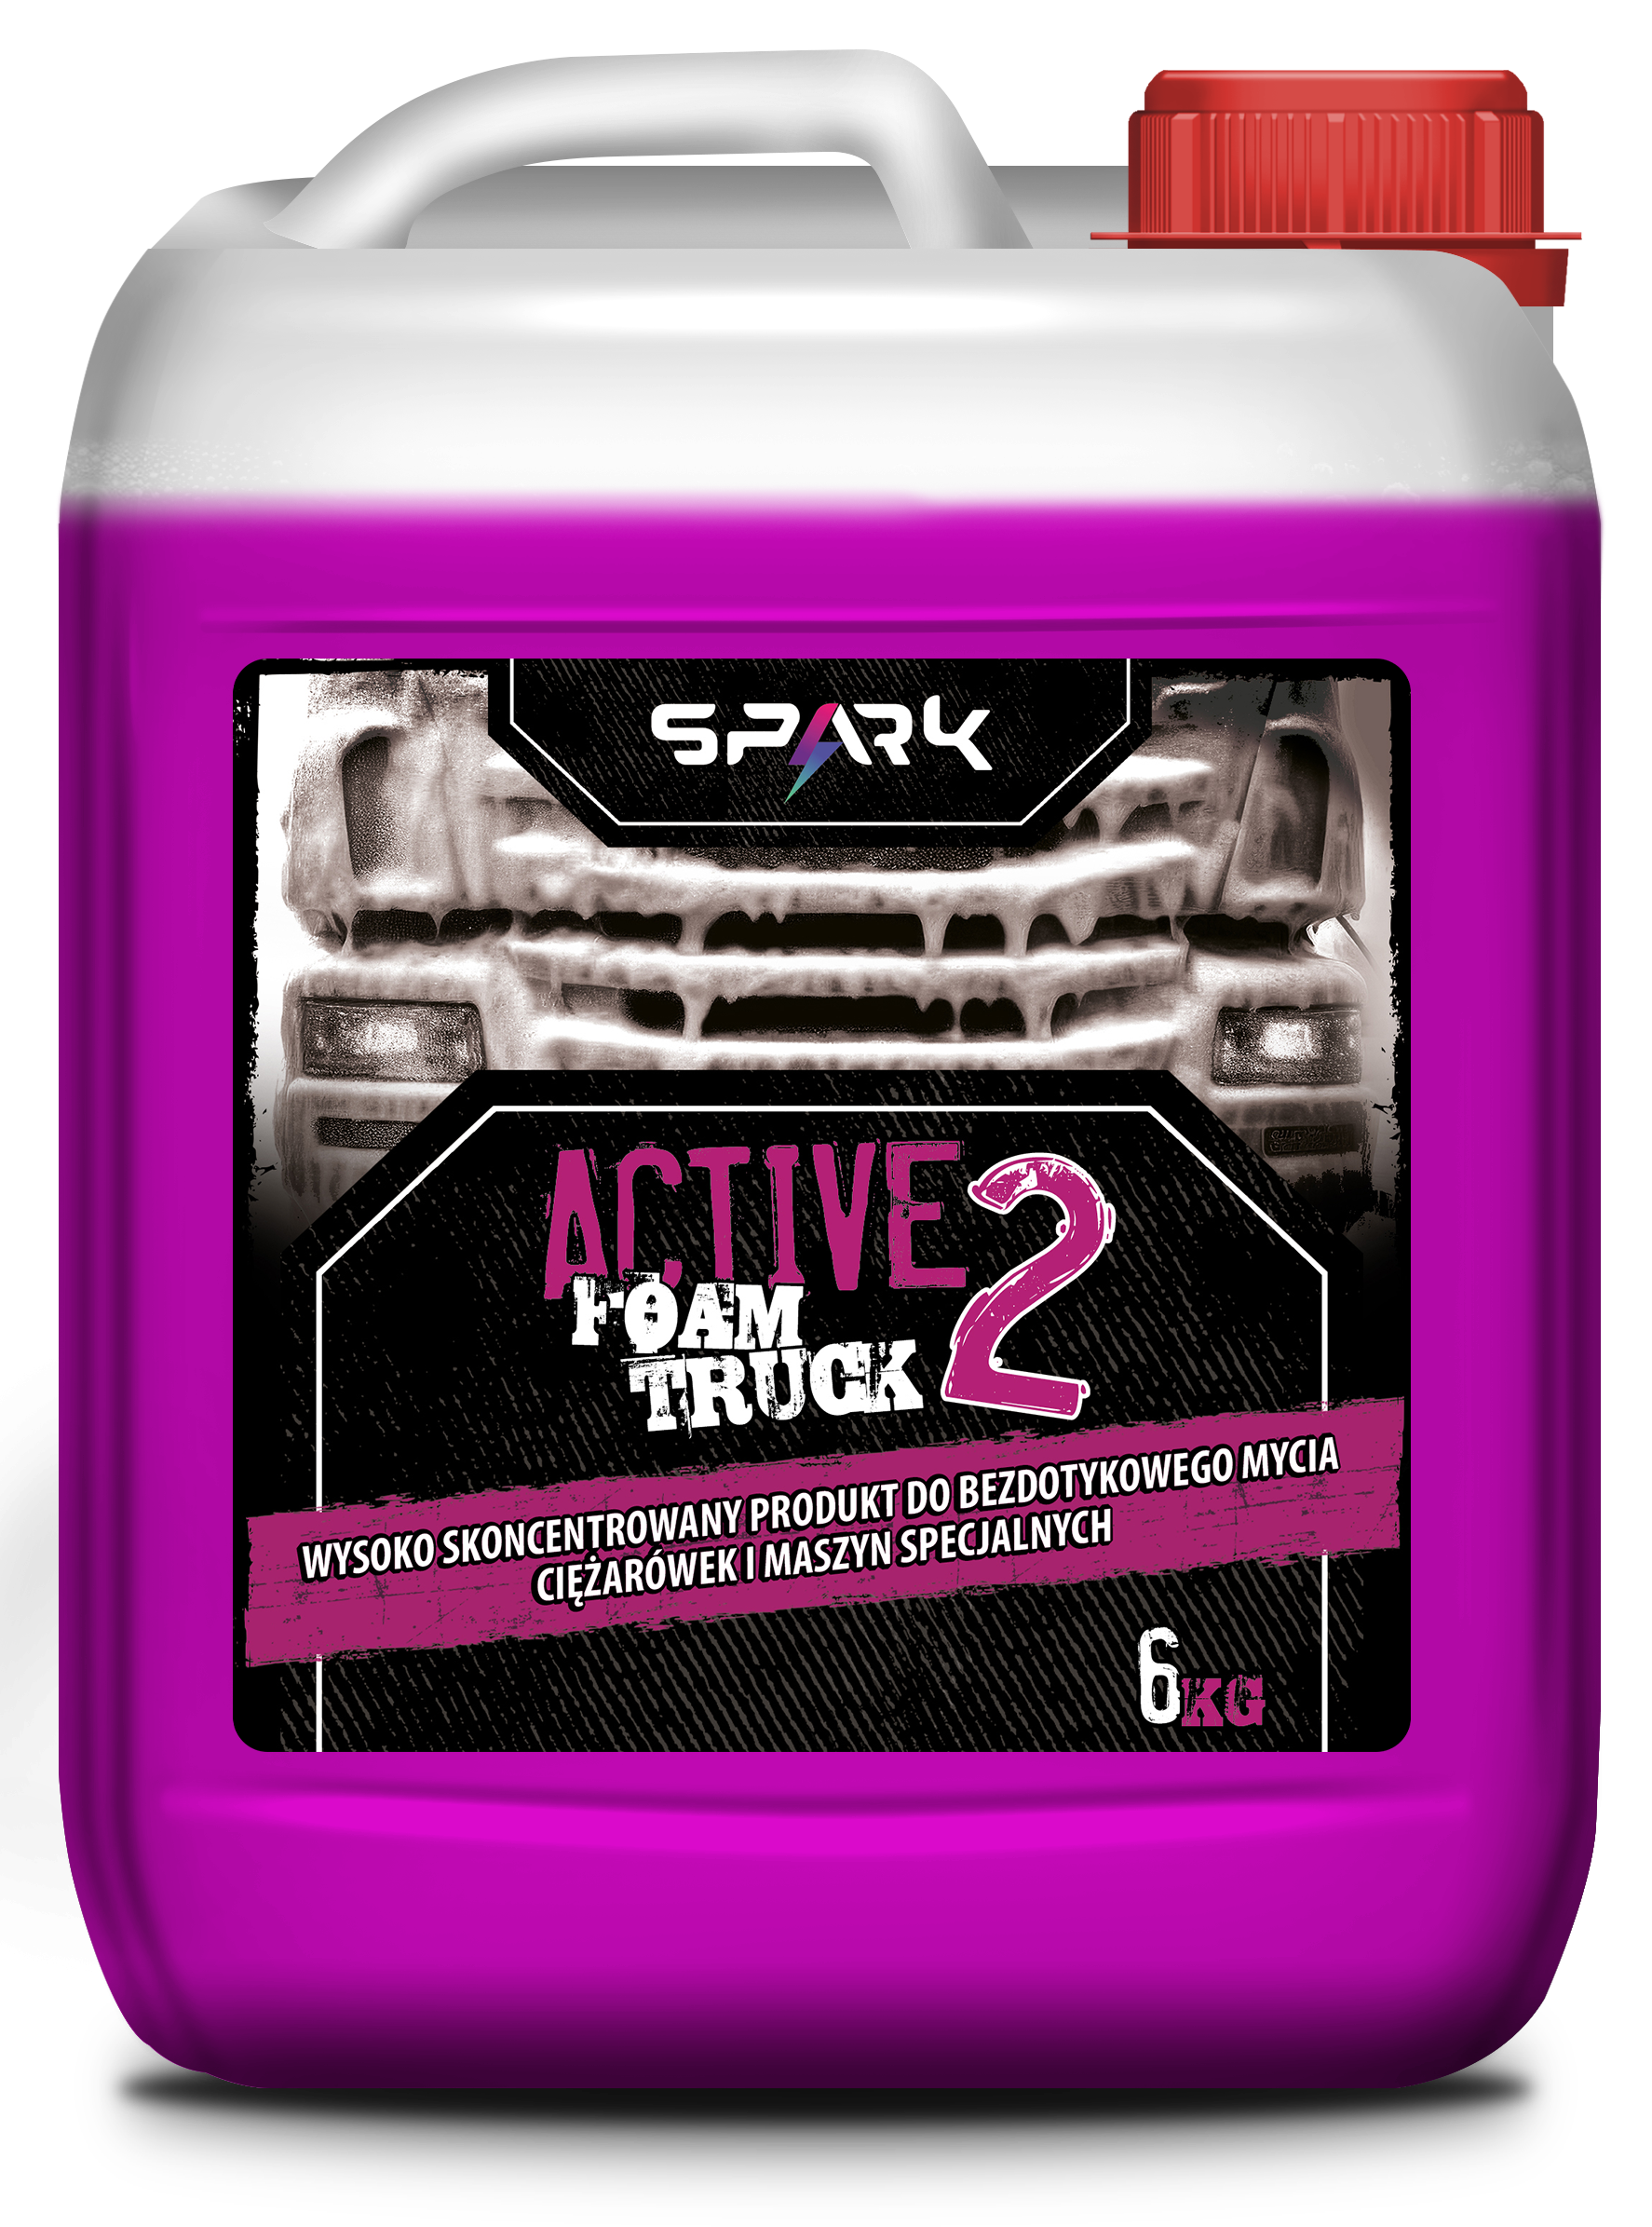 SPARK
ACTIVE 2
FOAM
TRUCK
WYSOKO SKONCENTROWANY PRODUKT DO BEZDOTYKOWEGO MYCIA
CIĘŻARÓWEK I MASZYN SPECJALNYCH
6KG